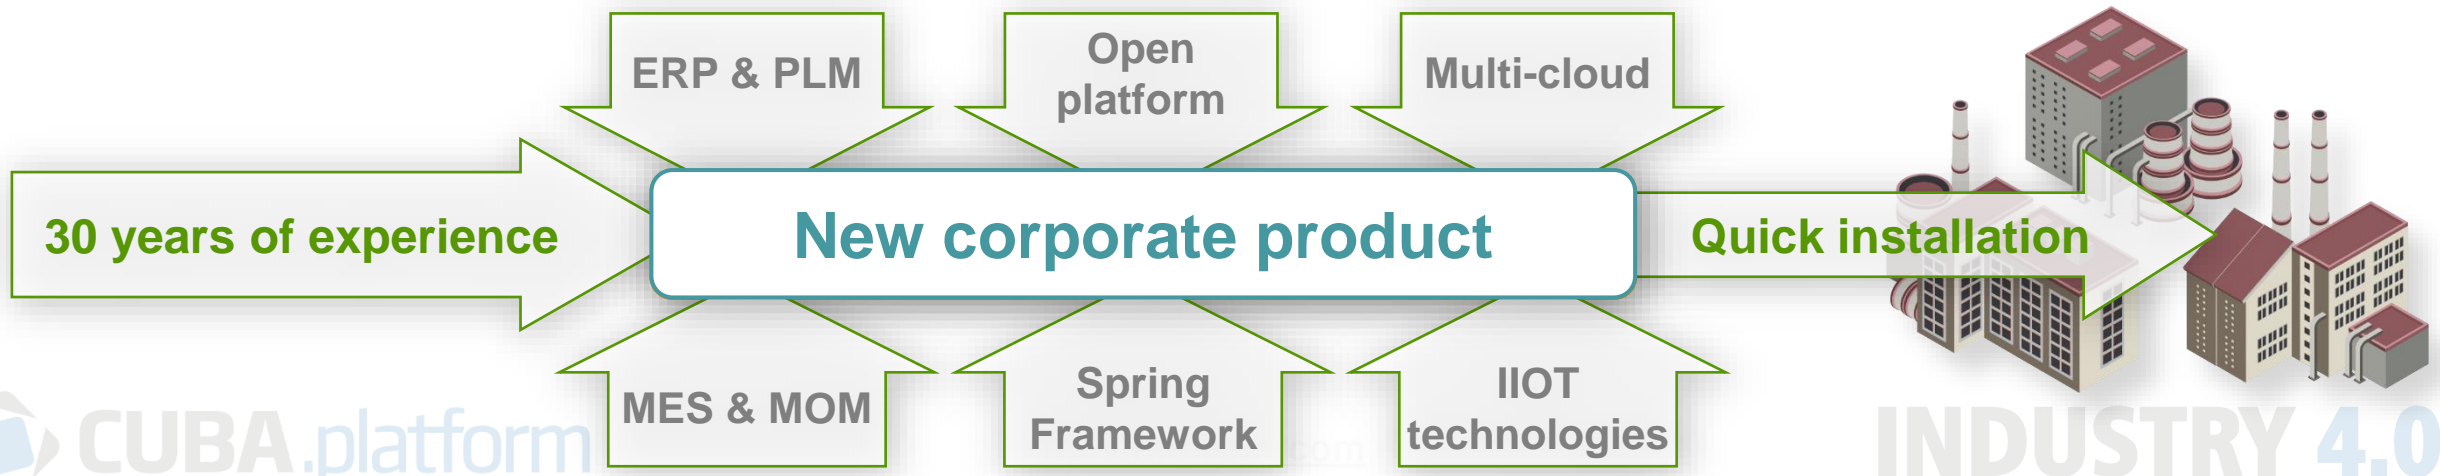 ERP & PLM
Open
platform
Multi-cloud
30 years of experience
New corporate product
Quick installation
MES & MOM
Spring
Framework
IIOT
technologies
CUBA.platform
com
INDUSTRY 4.0